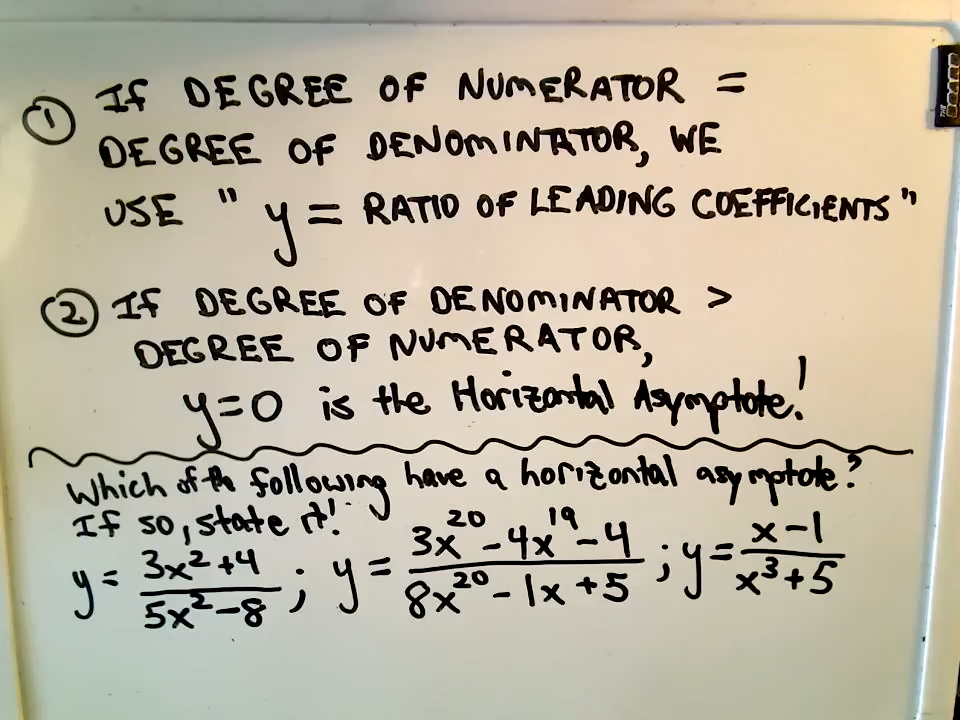 ① If DEGREE OF NUMERATOR =
DEGREE OF DENOMINATOR, WE
USE " y = RATIO OF LEADING COEFFICIENTS"
② If DEGREE OF DENOMINATOR >
DEGREE OF NUMERATOR,
y=0 is the Horizontal Asymptote!
Which of the following have a horizontal asymptote?
If so, state it!
y = (3x²+4)/(5x²-8) ; y = (3x²⁰-4x¹⁹-4)/(8x²⁰-1x+5) ; y = (x-1)/(x³+5)
THE BOARD